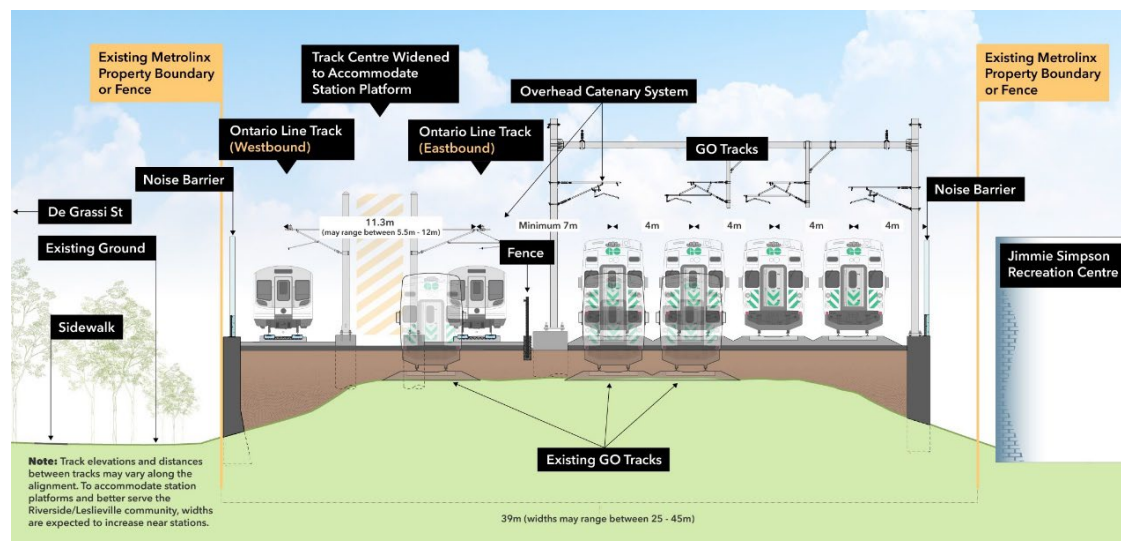 Existing Metrolinx
Property Boundary
or Fence
Track Centre Widened
to Accommodate
Station Platform
Existing Metrolinx
Property Boundary
or Fence
Overhead Catenary System
Ontario Line Track
(Westbound)
Ontario Line Track
(Eastbound)
GO Tracks
Noise Barrier
Noise Barrier
De Grassi St
11.3m
(may range between 5.5m - 12m)
Minimum 7m
4m
4m
4m
4m
Existing Ground
Fence
Jimmie Simpson
Recreation Centre
GO
GO
GO
GO
Sidewalk
Existing GO Tracks
Note: Track elevations and distances
between tracks may vary along the
alignment. To accommodate station
platforms and better serve the
Riverside/Leslieville community, widths
are expected to increase near stations.
39m (widths may range between 25 - 45m)